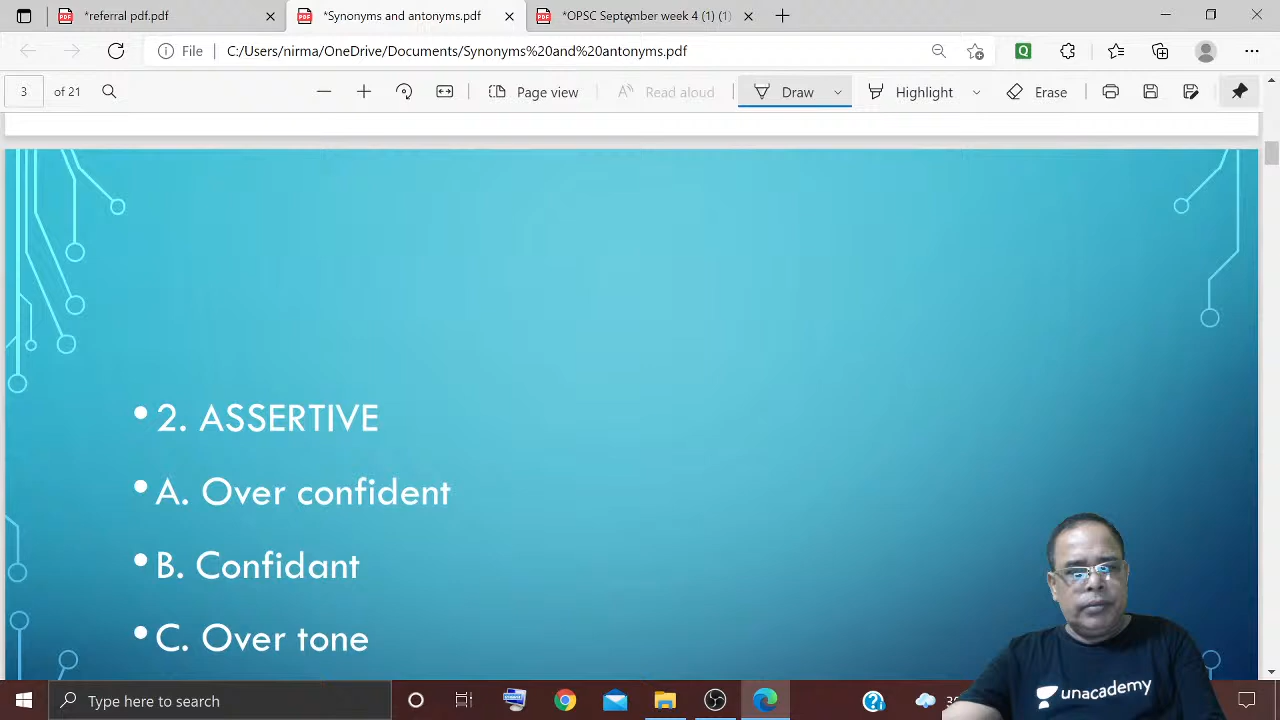 *referral pdf.pdf
*Synonyms and antonyms.pdf
*OPSC September week 4 (1) (1)
File
C:/Users/nirma/OneDrive/Documents/Synonyms%20and%20antonyms.pdf
3 of 21
Page view
Read aloud
Draw
Highlight
Erase
• 2. ASSERTIVE
• A. Over confident
• B. Confidant
• C. Over tone
unacademy
Type here to search